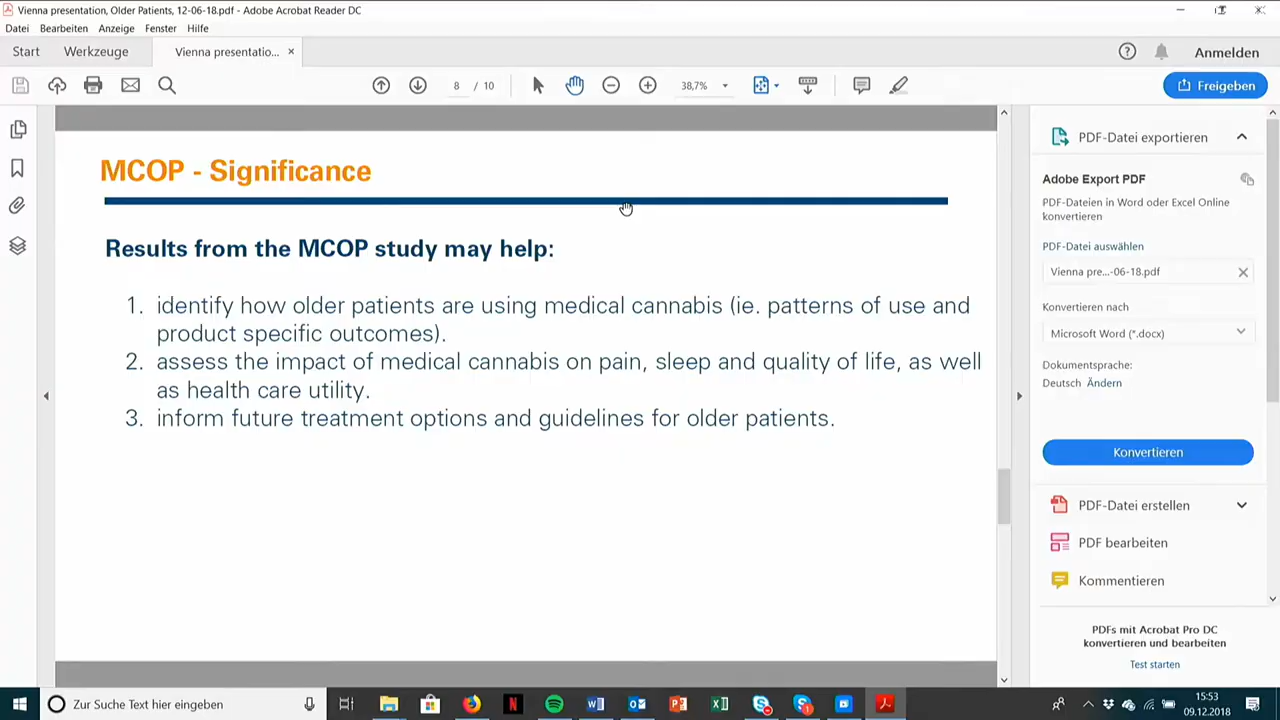 Vienna presentation, Older Patients, 12-06-18.pdf - Adobe Acrobat Reader DC
Datei Bearbeiten Anzeige Fenster Hilfe
Start Werkzeuge Vienna presentatio... × Anmelden
8 / 10 38,7% Freigeben
MCOP - Significance
Results from the MCOP study may help:
1. identify how older patients are using medical cannabis (ie. patterns of use and
product specific outcomes).
2. assess the impact of medical cannabis on pain, sleep and quality of life, as well
as health care utility.
3. inform future treatment options and guidelines for older patients.
PDF-Datei exportieren
Adobe Export PDF
PDF-Dateien in Word oder Excel Online
konvertieren
PDF-Datei auswählen
Vienna pre...-06-18.pdf
Konvertieren nach
Microsoft Word (*.docx)
Dokumentsprache:
Deutsch Ändern
Konvertieren
PDF-Datei erstellen
PDF bearbeiten
Kommentieren
PDFs mit Acrobat Pro DC
konvertieren und bearbeiten
Test starten
Zur Suche Text hier eingeben
15:53
09.12.2018